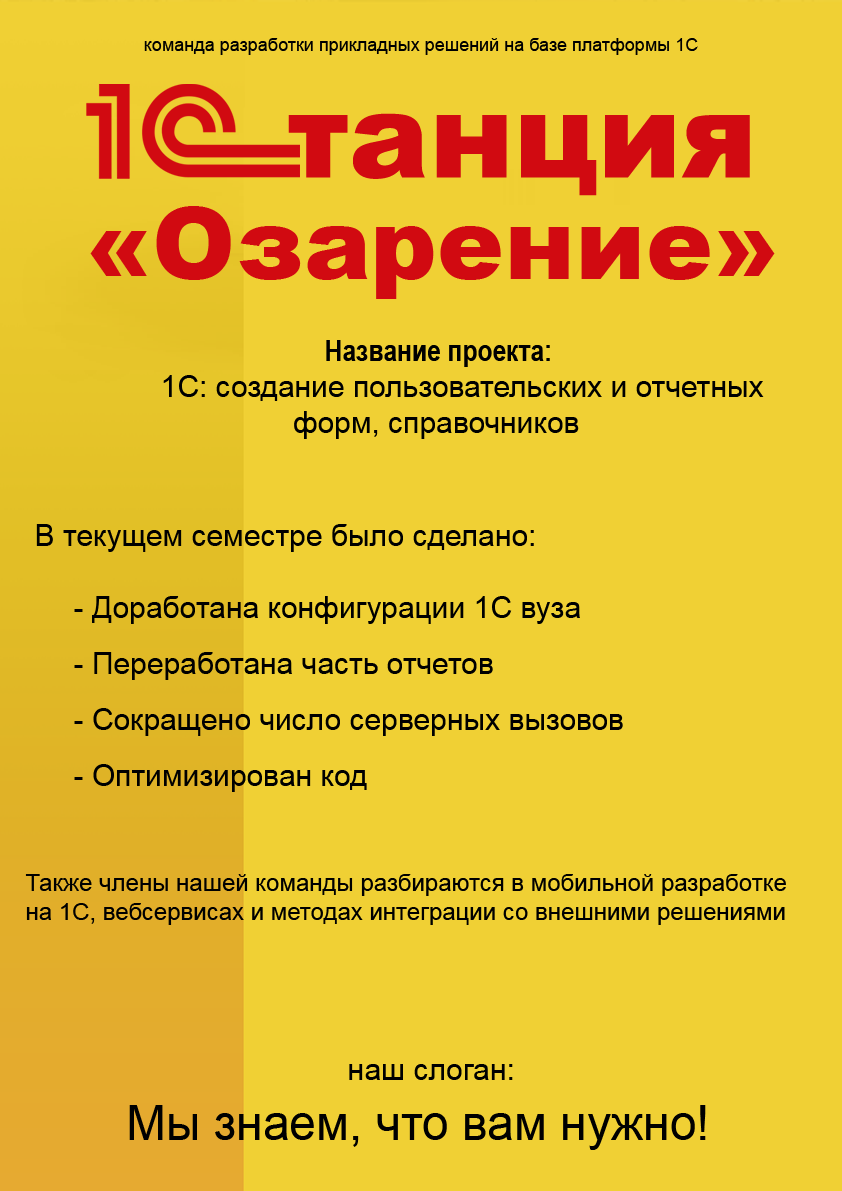 команда разработки прикладных решений на базе платформы 1С
1Станция
«Озарение»
Название проекта:
1С: создание пользовательских и отчетных
форм, справочников
В текущем семестре было сделано:
- Доработана конфигурации 1С вуза
- Переработана часть отчетов
- Сокращено число серверных вызовов
- Оптимизирован код
Также члены нашей команды разбираются в мобильной разработке
на 1С, вебсервисах и методах интеграции со внешними решениями
наш слоган:
Мы знаем, что вам нужно!